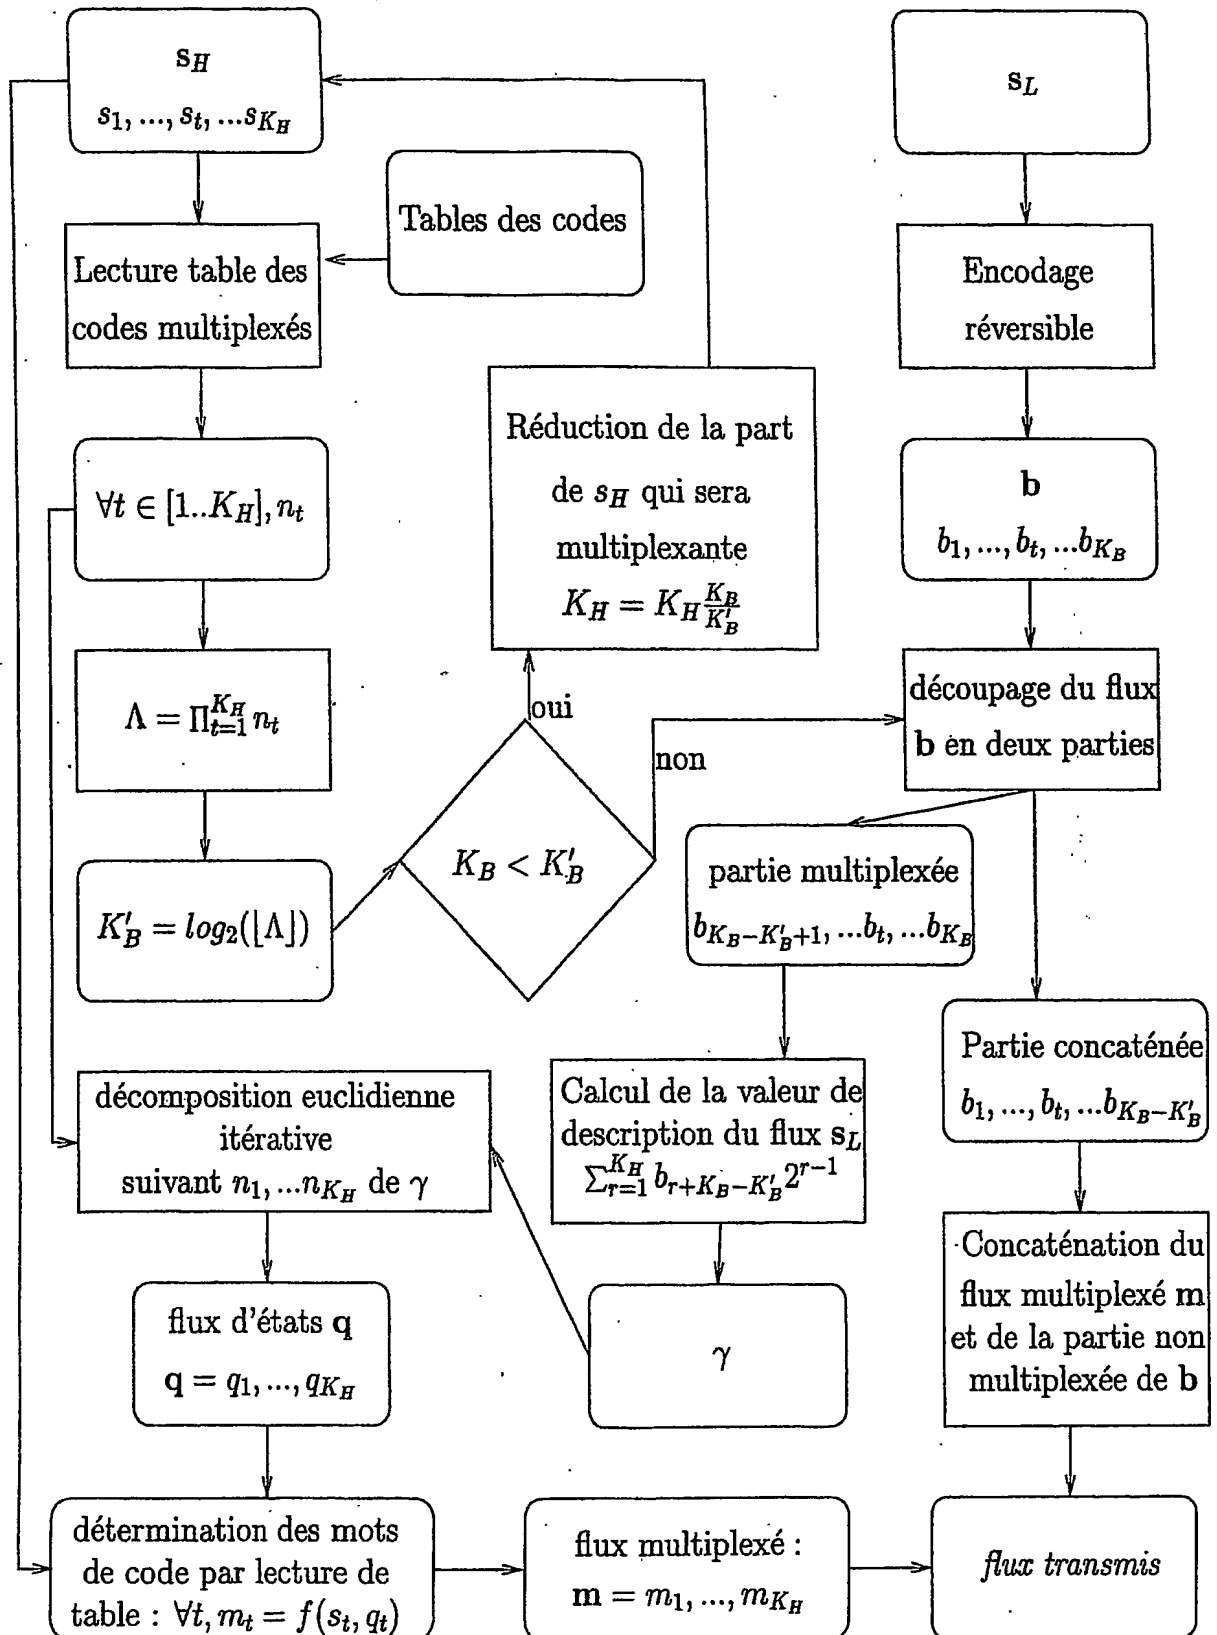 s_H
s_1, ..., s_t, ...s_{K_H}
s_L
Tables des codes
Lecture table des
codes multiplexés
Encodage
réversible
∀t ∈ [1..K_H], n_t
Réduction de la part
de s_H qui sera
multiplexante
K_H = K_H \frac{K_B}{K'_B}
b
b_1, ..., b_t, ...b_{K_B}
Λ = ∏_{t=1}^{K_H} n_t
oui
non
découpage du flux
b en deux parties
K'_B = log_2(⌊Λ⌋)
K_B < K'_B
partie multiplexée
b_{K_B-K'_B+1}, ...b_t, ...b_{K_B}
Partie concaténée
b_1, ..., b_t, ...b_{K_B-K'_B}
décomposition euclidienne
itérative
suivant n_1, ...n_{K_H} de γ
Calcul de la valeur de
description du flux s_L
∑_{r=1}^{K_H} b_{r+K_B-K'_B} 2^{r-1}
Concaténation du
flux multiplexé m
et de la partie non
multiplexée de b
flux d'états q
q = q_1, ..., q_{K_H}
γ
détermination des mots
de code par lecture de
table : ∀t, m_t = f(s_t, q_t)
flux multiplexé :
m = m_1, ..., m_{K_H}
flux transmis